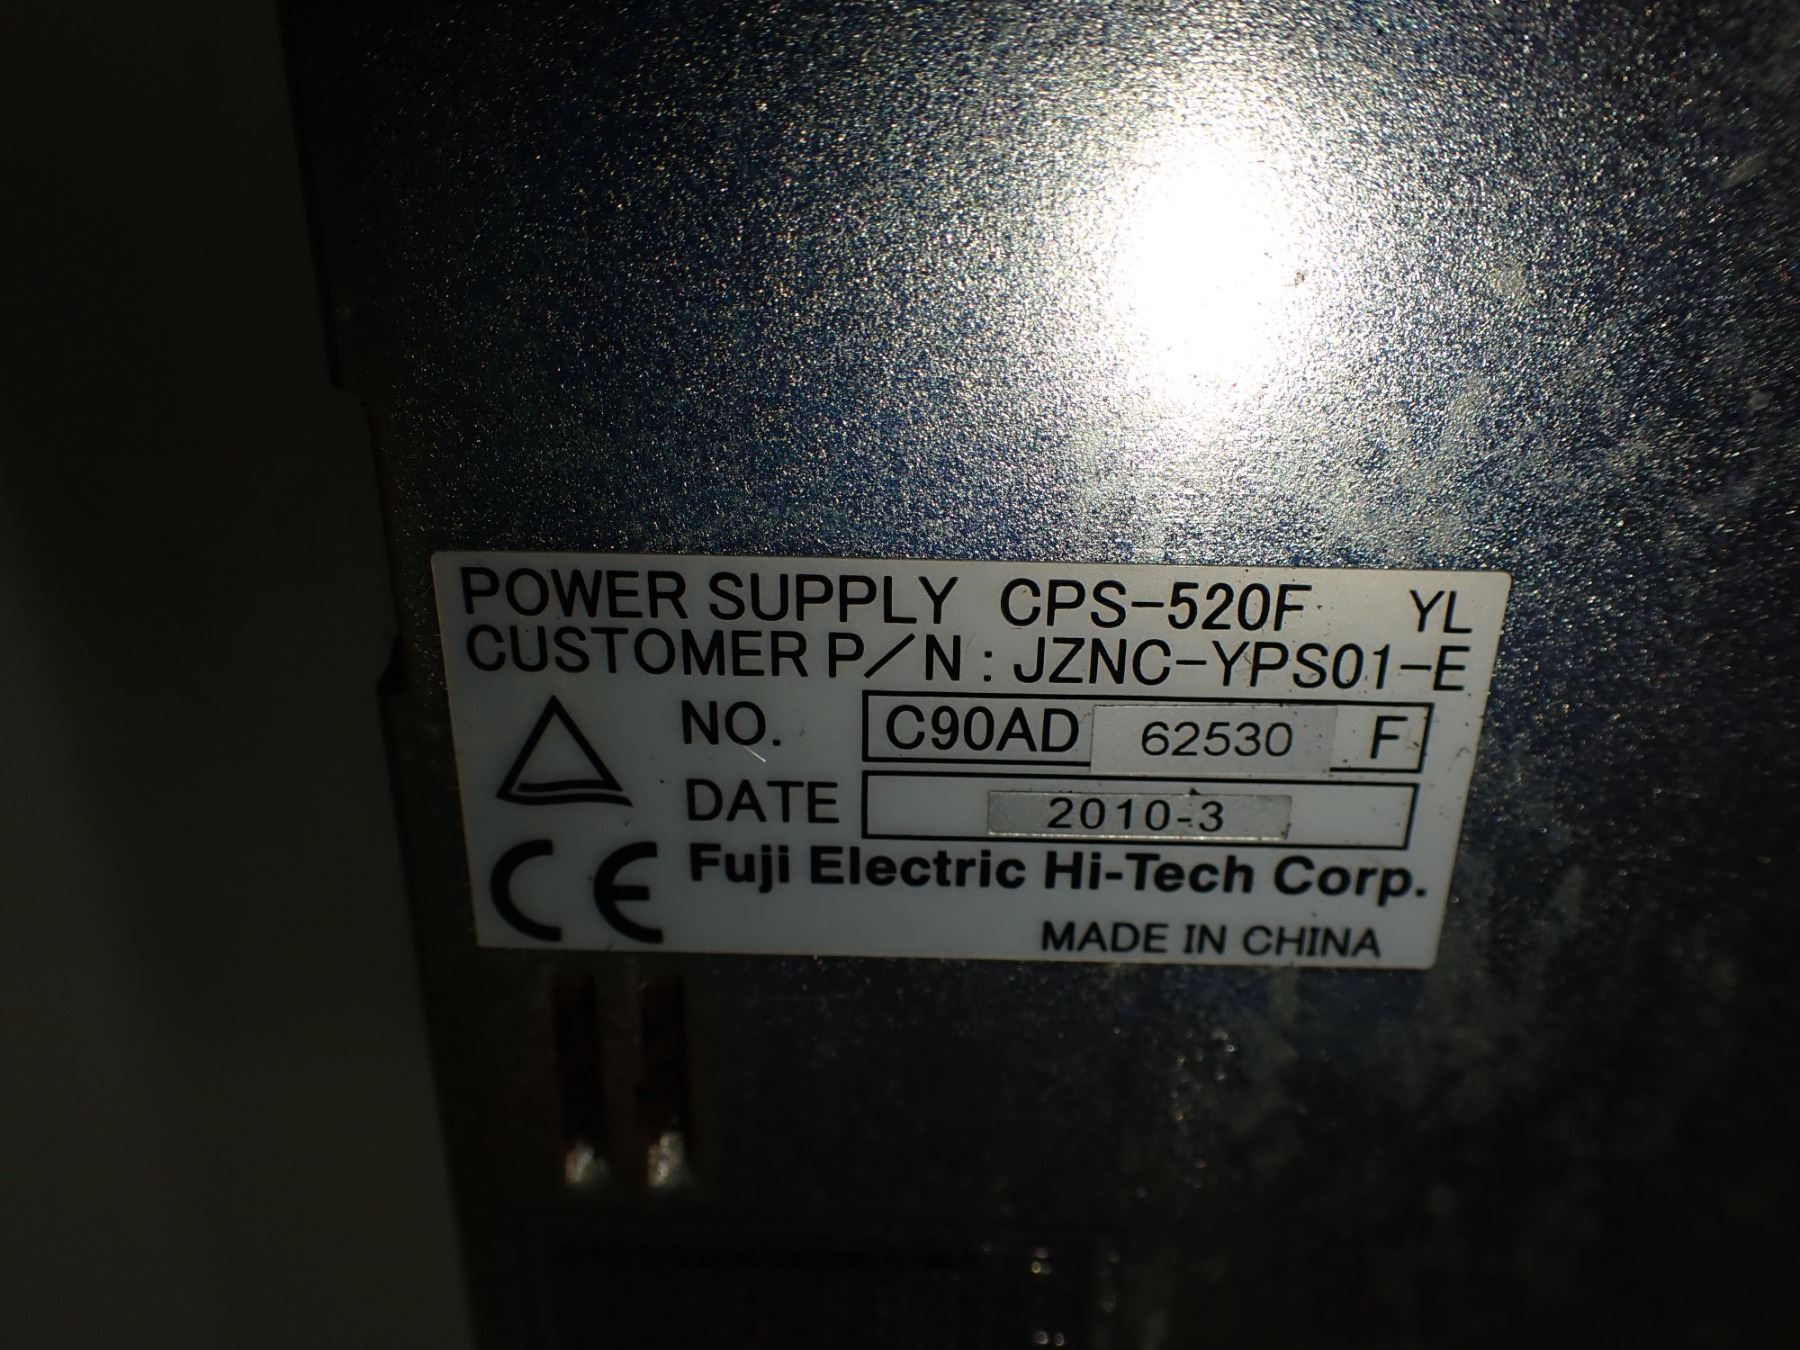 POWER SUPPLY CPS-520F YL
CUSTOMER P/N : JZNC-YPS01-E
NO. C90AD 62530 F
DATE 2010-3
CE Fuji Electric Hi-Tech Corp.
MADE IN CHINA